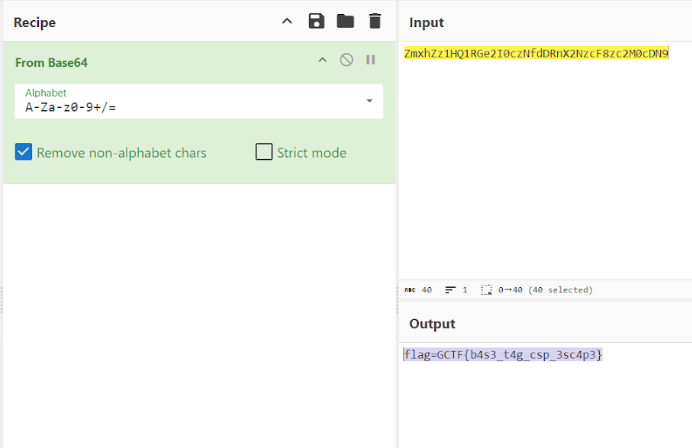 Recipe
From Base64
Alphabet
A-Za-z0-9+/=
Remove non-alphabet chars
Strict mode
Input
ZmxhZz1HQ1RGe2I0czNfdDRnX2NzcF8zc2M0cDN9
ABC 40 1 0→40 (40 selected)
Output
flag=GCTF{b4s3_t4g_csp_3sc4p3}